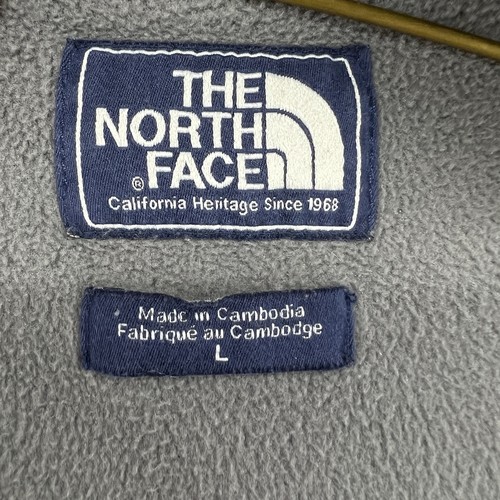 THE
NORTH
FACE
®
California Heritage Since 1968
Made in Cambodia
Fabriqué au Cambodge
L